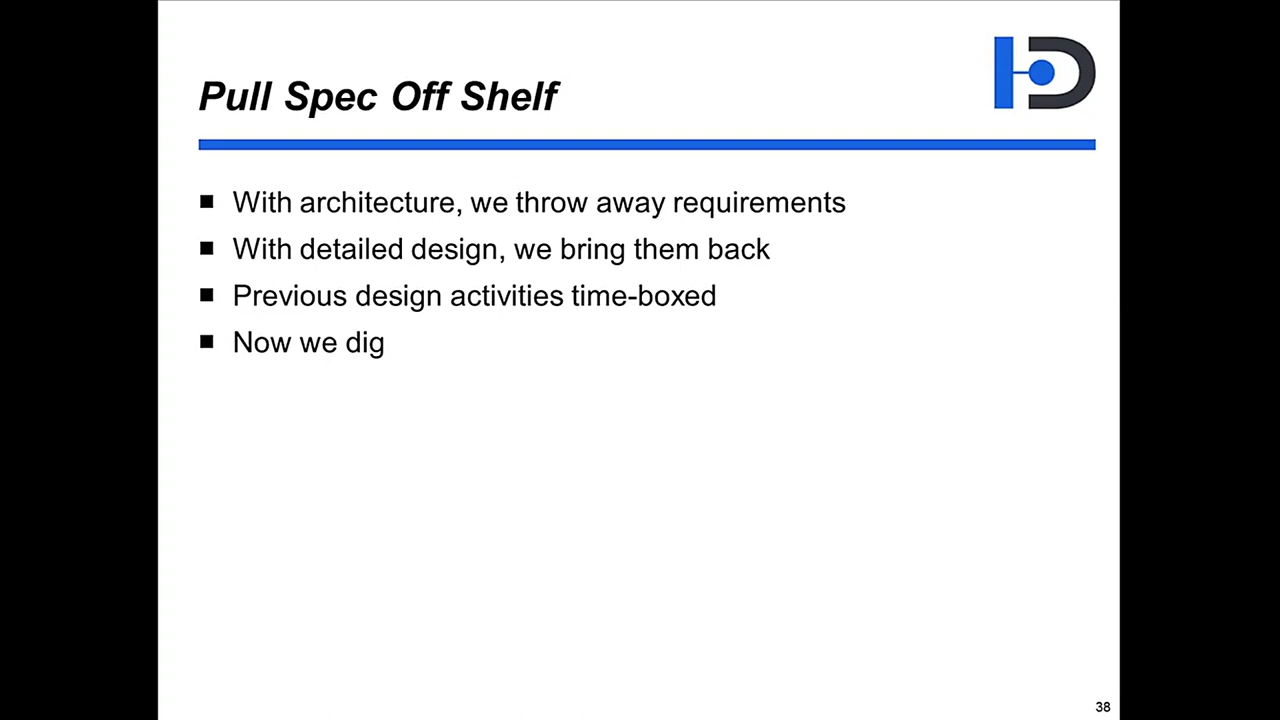 Pull Spec Off Shelf
With architecture, we throw away requirements
With detailed design, we bring them back
Previous design activities time-boxed
Now we dig
38